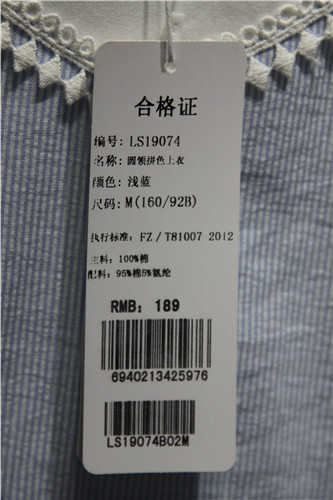 合格证
编号: LS19074
名称: 圆领拼色上衣
颜色: 浅蓝
尺码: M(160/92B)
执行标准: FZ/T81007 2012
主料: 100%棉
配料: 95%棉5%氨纶
RMB: 189
6940213425976
LS19074B02M